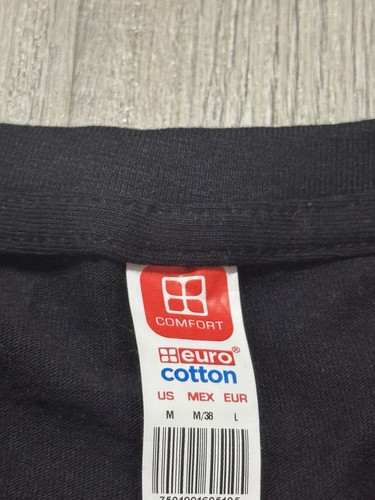 COMFORT
euro®
cotton
US MEX EUR
M M/38 L